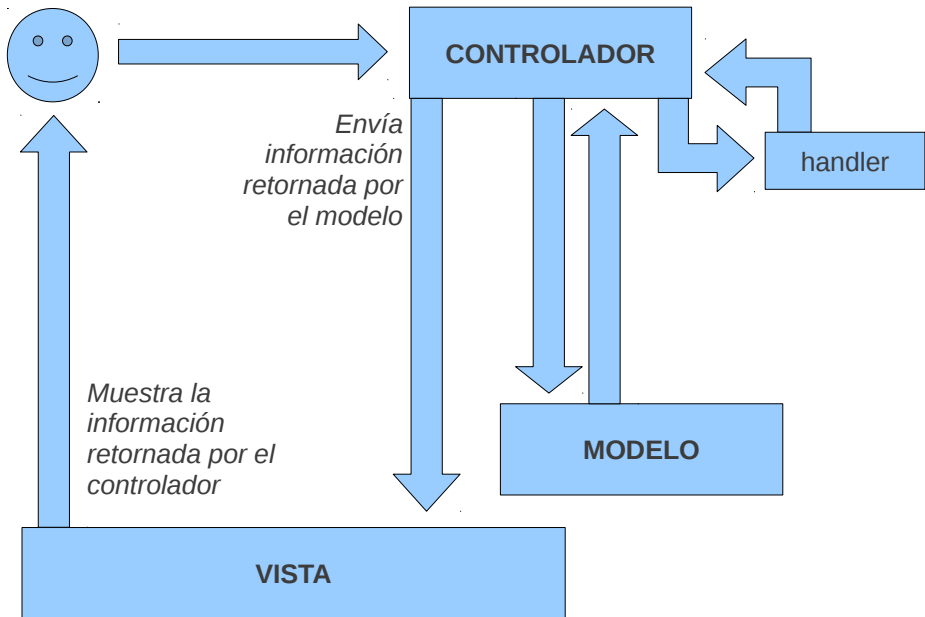 CONTROLADOR
Envía
información
retornada por
el modelo
handler
Muestra la
información
retornada por el
controlador
MODELO
VISTA